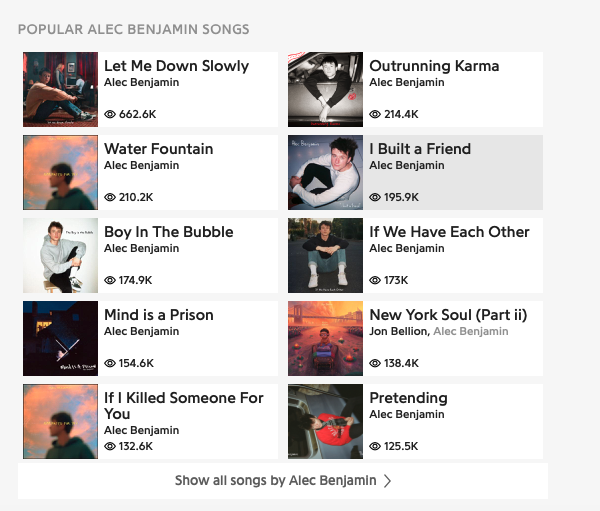 POPULAR ALEC BENJAMIN SONGS
Let Me Down Slowly
Alec Benjamin
662.6K
Outrunning Karma
Alec Benjamin
214.4K
Water Fountain
Alec Benjamin
210.2K
I Built a Friend
Alec Benjamin
195.9K
Boy In The Bubble
Alec Benjamin
174.9K
If We Have Each Other
Alec Benjamin
173K
Mind is a Prison
Alec Benjamin
154.6K
New York Soul (Part ii)
Jon Bellion, Alec Benjamin
138.4K
If I Killed Someone For
You
Alec Benjamin
132.6K
Pretending
Alec Benjamin
125.5K
Show all songs by Alec Benjamin